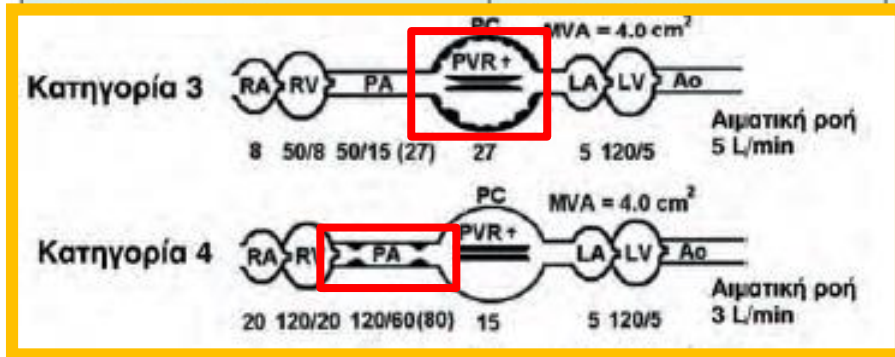 PC MVA = 4.0 cm²
PVR+
Κατηγορία 3 RA RV PA LA LV Ao
Αιματική ροή
8 50/8 50/15 (27) 27 5 120/5 5 L/min
PC MVA = 4.0 cm²
PVR+
Κατηγορία 4 RA RV PA LA LV Ao
Αιματική ροή
20 120/20 120/60(80) 15 5 120/5 3 L/min